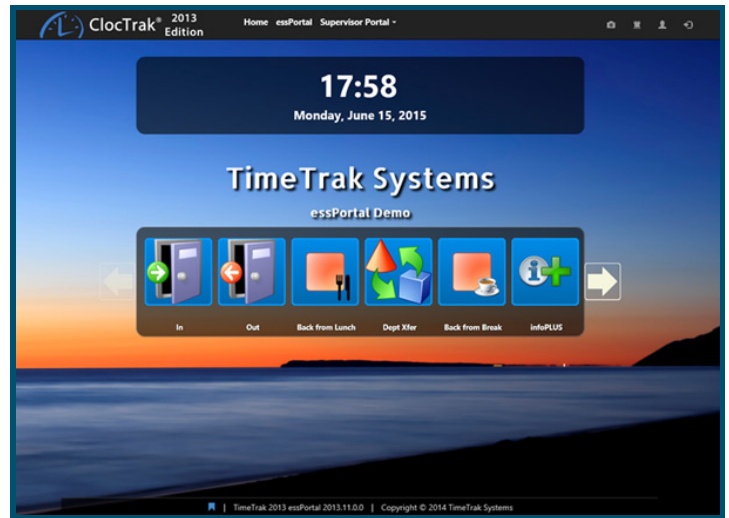 ClocTrak® 2013 Edition
Home essPortal Supervisor Portal
17:58
Monday, June 15, 2015
TimeTrak Systems
essPortal Demo
In
Out
Back from Lunch
Dept Xfer
Back from Break
infoPLUS
| TimeTrak 2013 essPortal 2013.11.0.0 | Copyright © 2014 TimeTrak Systems